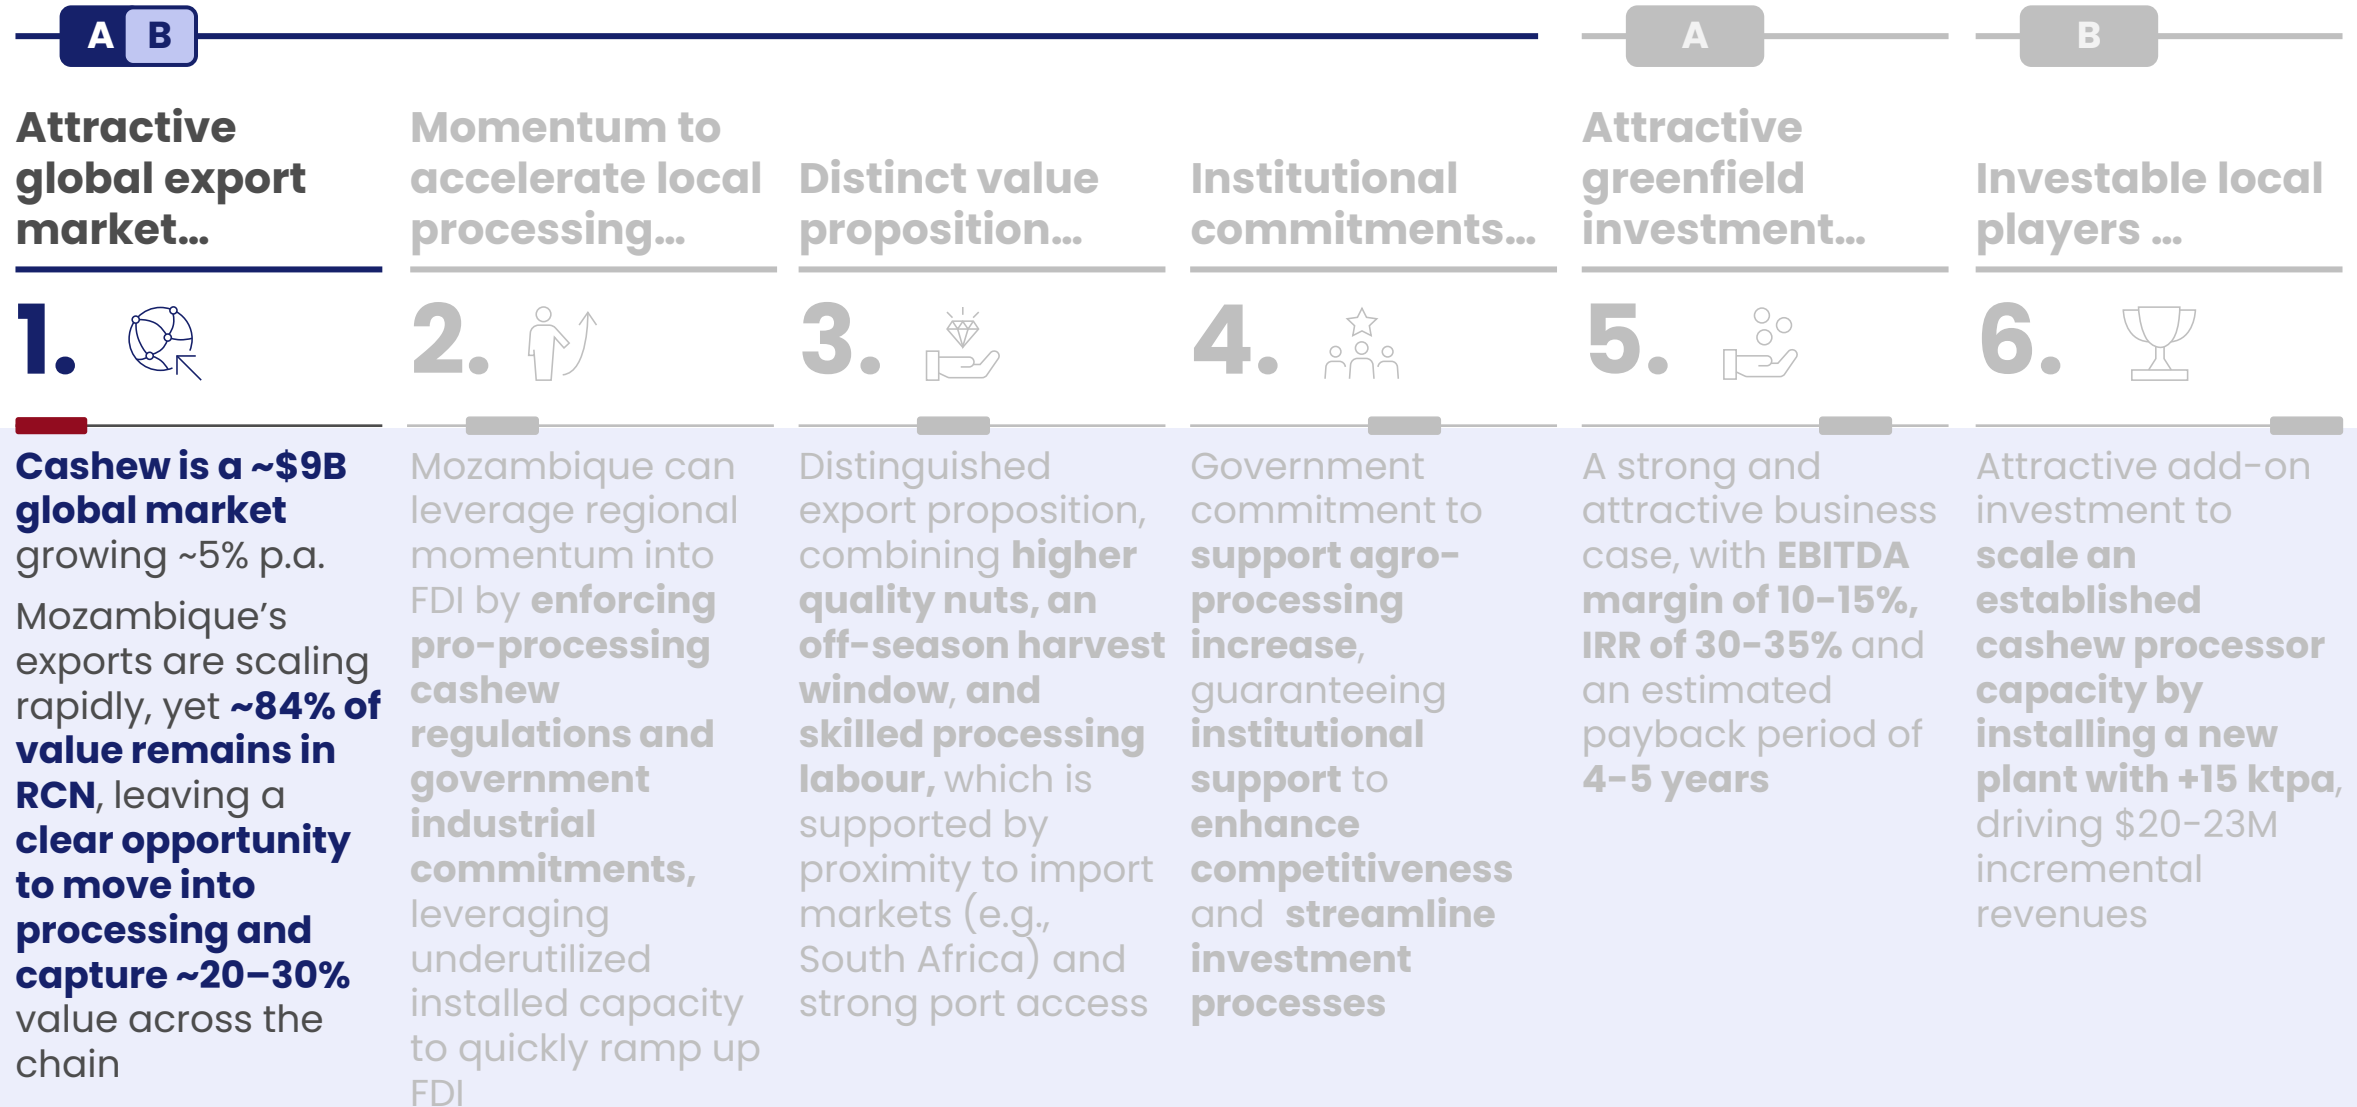 A B
A
B
Attractive
global export
market...
Momentum to
accelerate local
processing...
Distinct value
proposition...
Institutional
commitments...
Attractive
greenfield
investment...
Investable local
players ...
1.
2.
3.
4.
5.
6.
Cashew is a ~$9B
global market
growing ~5% p.a.
Mozambique’s
exports are scaling
rapidly, yet ~84% of
value remains in
RCN, leaving a
clear opportunity
to move into
processing and
capture ~20–30%
value across the
chain
Mozambique can
leverage regional
momentum into
FDI by enforcing
pro-processing
cashew
regulations and
government
industrial
commitments,
leveraging
underutilized
installed capacity
to quickly ramp up
FDI
Distinguished
export proposition,
combining higher
quality nuts, an
off-season harvest
window, and
skilled processing
labour, which is
supported by
proximity to import
markets (e.g.,
South Africa) and
strong port access
Government
commitment to
support agro-
processing
increase,
guaranteeing
institutional
support to
enhance
competitiveness
and streamline
investment
processes
A strong and
attractive business
case, with EBITDA
margin of 10-15%,
IRR of 30-35% and
an estimated
payback period of
4-5 years
Attractive add-on
investment to
scale an
established
cashew processor
capacity by
installing a new
plant with +15 ktpa,
driving $20-23M
incremental
revenues